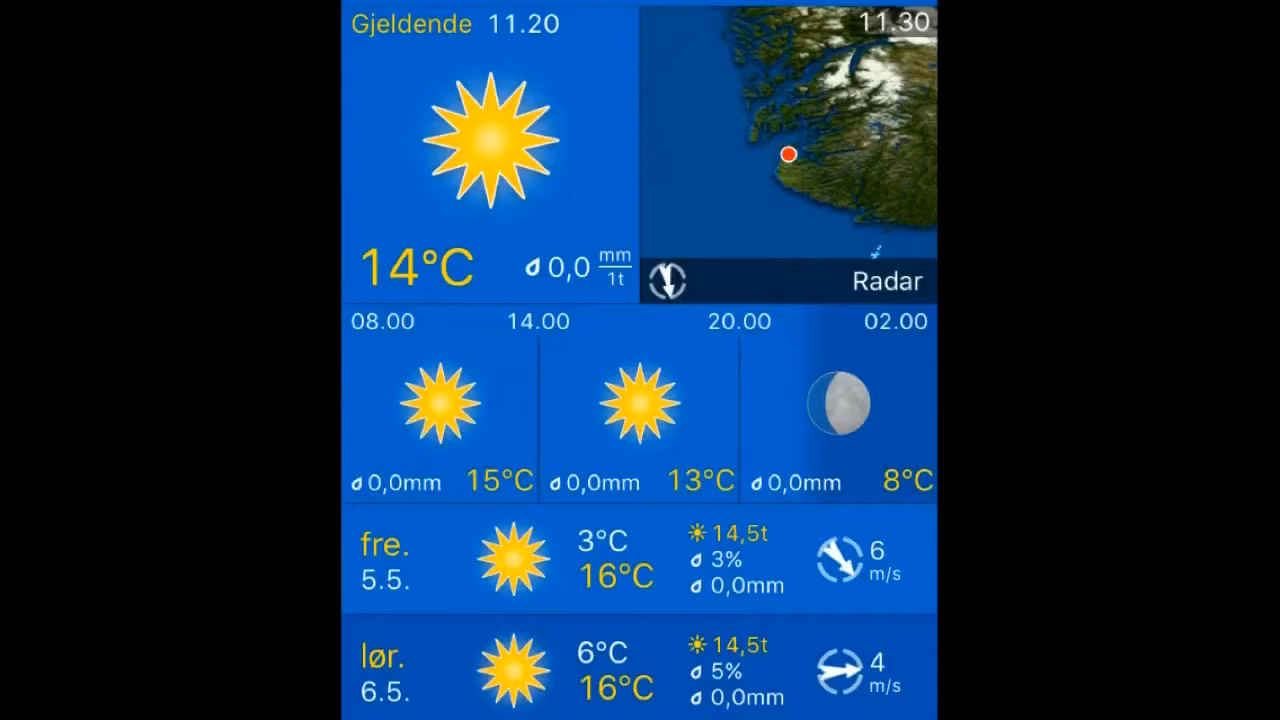 Gjeldende 11.20
11.30
14°C 0,0 mm
1t
Radar
08.00 14.00 20.00 02.00
0,0mm 15°C 0,0mm 13°C 0,0mm 8°C
fre.
5.5.
3°C
16°C
14,5t
3%
0,0mm
6
m/s
lør.
6.5.
6°C
16°C
14,5t
5%
0,0mm
4
m/s